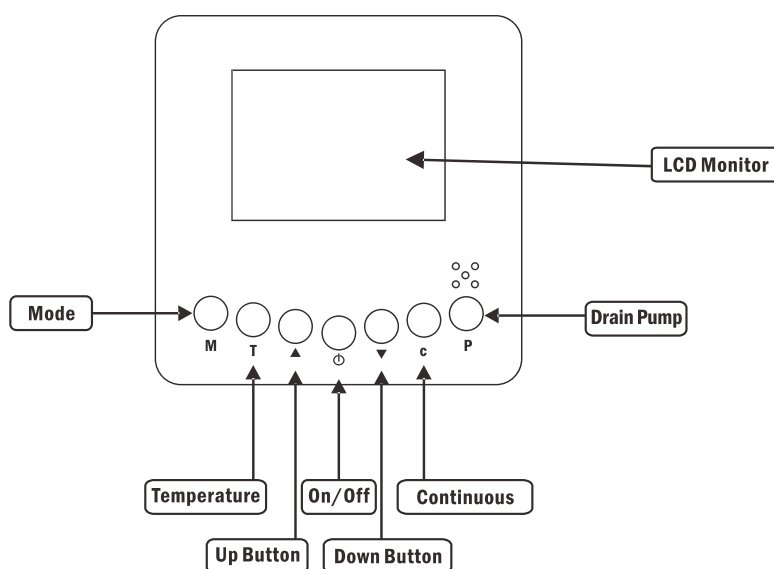 LCD Monitor
Mode
Drain Pump
M
T
▲
▼
c
P
Temperature
On/Off
Continuous
Up Button
Down Button